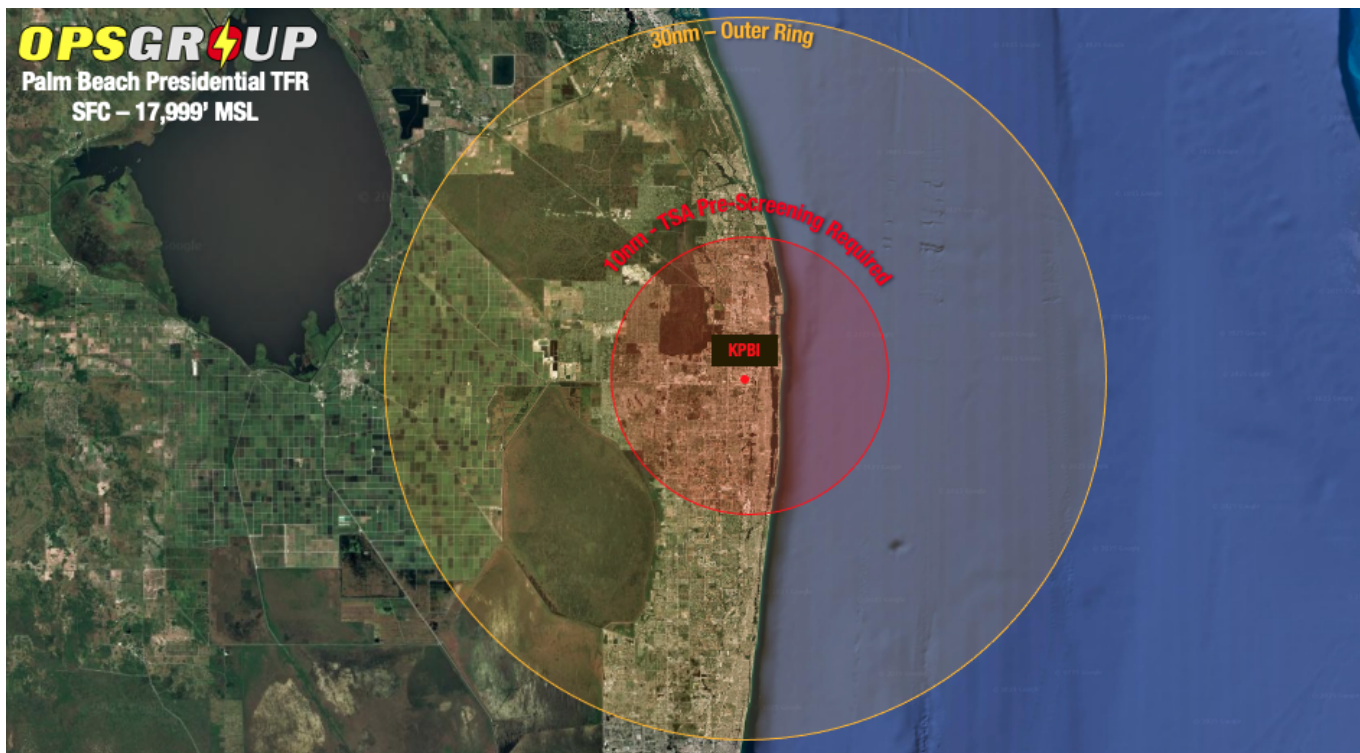 OPSGROUP
Palm Beach Presidential TFR
SFC – 17,999' MSL
30nm – Outer Ring
10nm - TSA Pre-Screening Required
KPBI